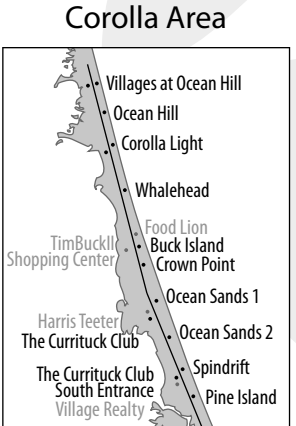 Corolla Area
Villages at Ocean Hill
Ocean Hill
Corolla Light
Whalehead
Food Lion
TimBuckII
Shopping Center
Buck Island
Crown Point
Ocean Sands 1
Harris Teeter
The Currituck Club
Ocean Sands 2
Spindrift
The Currituck Club
South Entrance
Pine Island
Village Realty